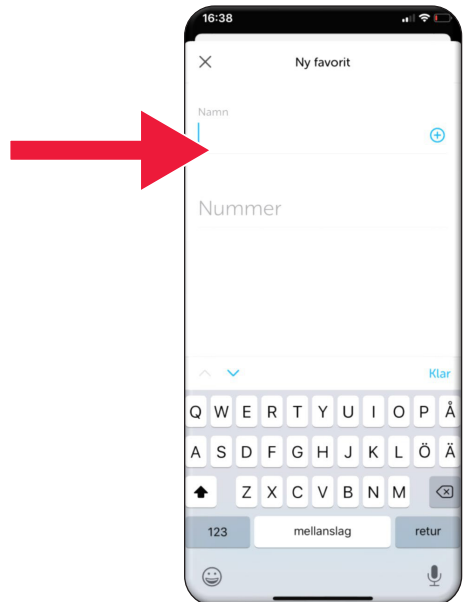 16:38
Ny favorit
Namn
Nummer
Klar
Q W E R T Y U I O P Å
A S D F G H J K L Ö Ä
Z X C V B N M
123 mellanslag retur